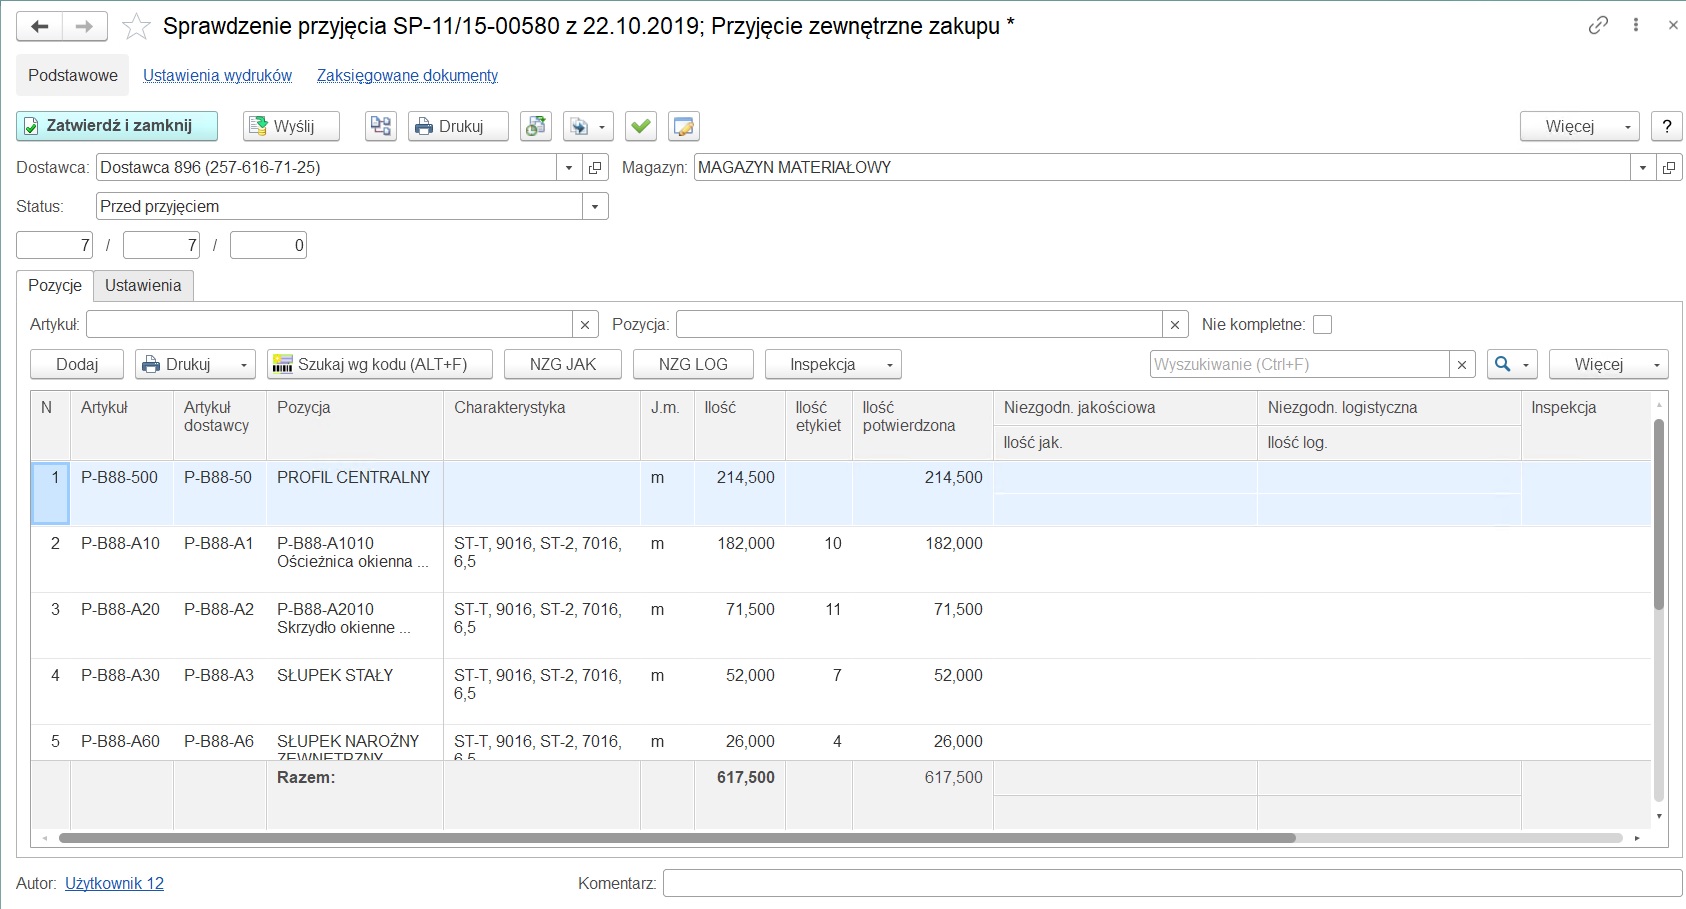 Sprawdzenie przyjęcia SP-11/15-00580 z 22.10.2019; Przyjęcie zewnętrzne zakupu *
Podstawowe Ustawienia wydruków Zaksięgowane dokumenty
Zatwierdź i zamknij Wyślij Drukuj Więcej ?
Dostawca: Dostawca 896 (257-616-71-25) Magazyn: MAGAZYN MATERIAŁOWY
Status: Przed przyjęciem
7 / 7 / 0
Pozycje Ustawienia
Artykuł: Pozycja: Nie kompletne:
Dodaj Drukuj Szukaj wg kodu (ALT+F) NZG JAK NZG LOG Inspekcja Wyszukiwanie (Ctrl+F) Więcej
N Artykuł Artykuł Pozycja Charakterystyka J.m. Ilość Ilość Ilość Niezgodn. jakościowa Niezgodn. logistyczna Inspekcja
dostawcy etykiet potwierdzona
Ilość jak. Ilość log.
1 P-B88-500 P-B88-50 PROFIL CENTRALNY m 214,500 214,500
2 P-B88-A10 P-B88-A1 P-B88-A1010 ST-T, 9016, ST-2, 7016, m 182,000 10 182,000
Ościeżnica okienna ... 6,5
3 P-B88-A20 P-B88-A2 P-B88-A2010 ST-T, 9016, ST-2, 7016, m 71,500 11 71,500
Skrzydło okienne ... 6,5
4 P-B88-A30 P-B88-A3 SŁUPEK STAŁY ST-T, 9016, ST-2, 7016, m 52,000 7 52,000
6,5
5 P-B88-A60 P-B88-A6 SŁUPEK NAROŻNY ST-T, 9016, ST-2, 7016, m 26,000 4 26,000
ZEWNĘTRZNY 6,5
Razem: 617,500 617,500
Autor: Użytkownik 12 Komentarz: